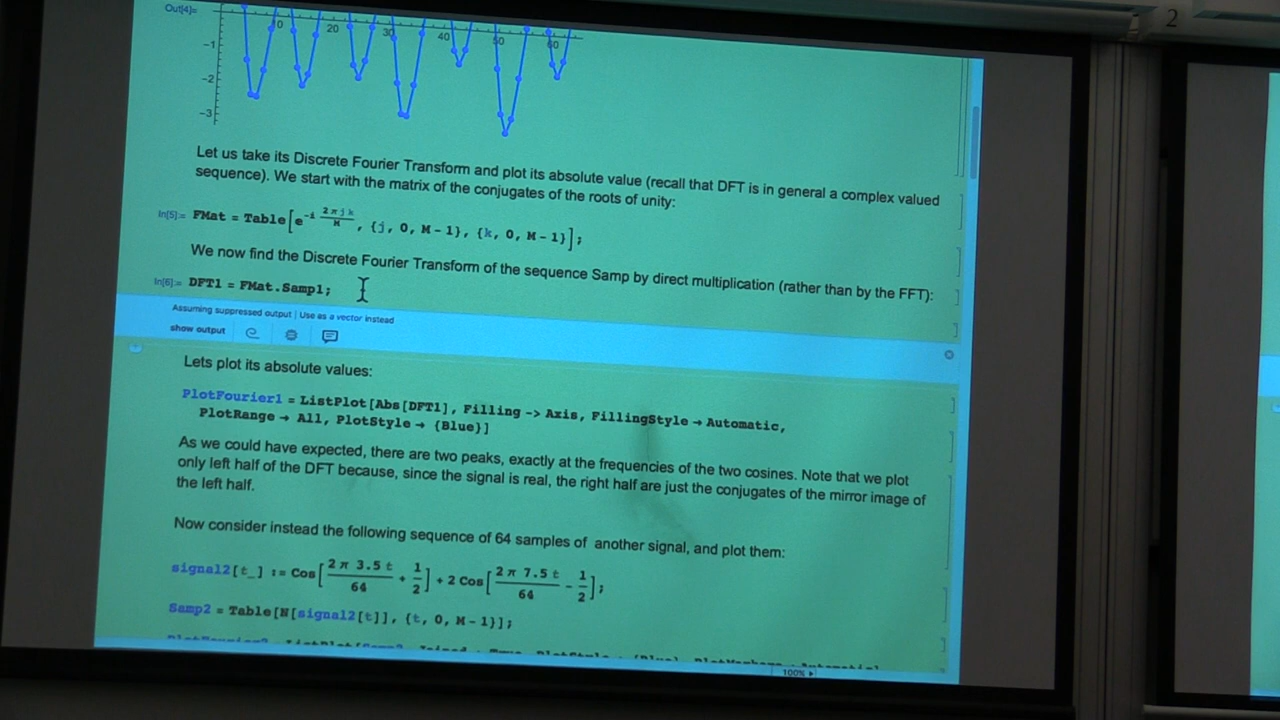 2
Out[4]=
0 20 30 40 50 60
-1
-2
-3
Let us take its Discrete Fourier Transform and plot its absolute value (recall that DFT is in general a complex valued
sequence). We start with the matrix of the conjugates of the roots of unity:
In[5]:= FMat = Table[e^(-i 2 π j k / M), {j, 0, M - 1}, {k, 0, M - 1}];
We now find the Discrete Fourier Transform of the sequence Samp by direct multiplication (rather than by the FFT):
In[6]:= DFT1 = FMat.Samp1;
Assuming suppressed output | Use as a vector instead
show output
Lets plot its absolute values:
PlotFourier1 = ListPlot[Abs[DFT1], Filling -> Axis, FillingStyle → Automatic,
PlotRange → All, PlotStyle → {Blue}]
As we could have expected, there are two peaks, exactly at the frequencies of the two cosines. Note that we plot
only left half of the DFT because, since the signal is real, the right half are just the conjugates of the mirror image of
the left half.
Now consider instead the following sequence of 64 samples of another signal, and plot them:
signal2[t_] := Cos[2 π 3.5 t / 64 + 1/2] + 2 Cos[2 π 7.5 t / 64 - 1/2];
Samp2 = Table[N[signal2[t]], {t, 0, M - 1}];
100%